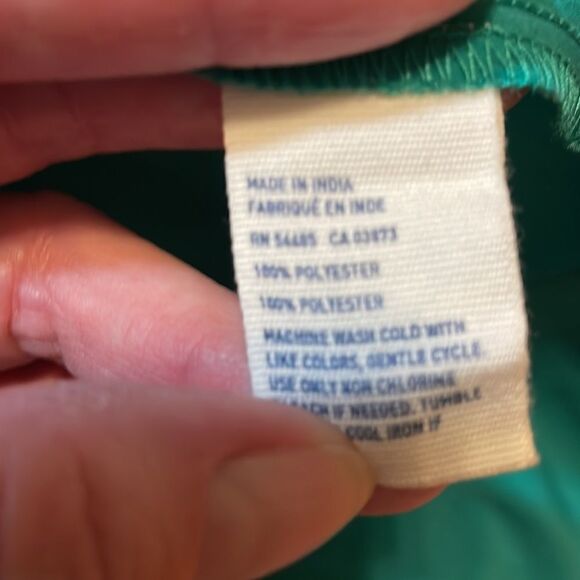 MADE IN INDIA
FABRIQUÉ EN INDE
RN 54485 CA 03873
100% POLYESTER
100% POLYESTER
MACHINE WASH COLD WITH
LIKE COLORS, GENTLE CYCLE.
USE ONLY NON CHLORINE
IF NEEDED. TUMBLE
COOL IRON IF